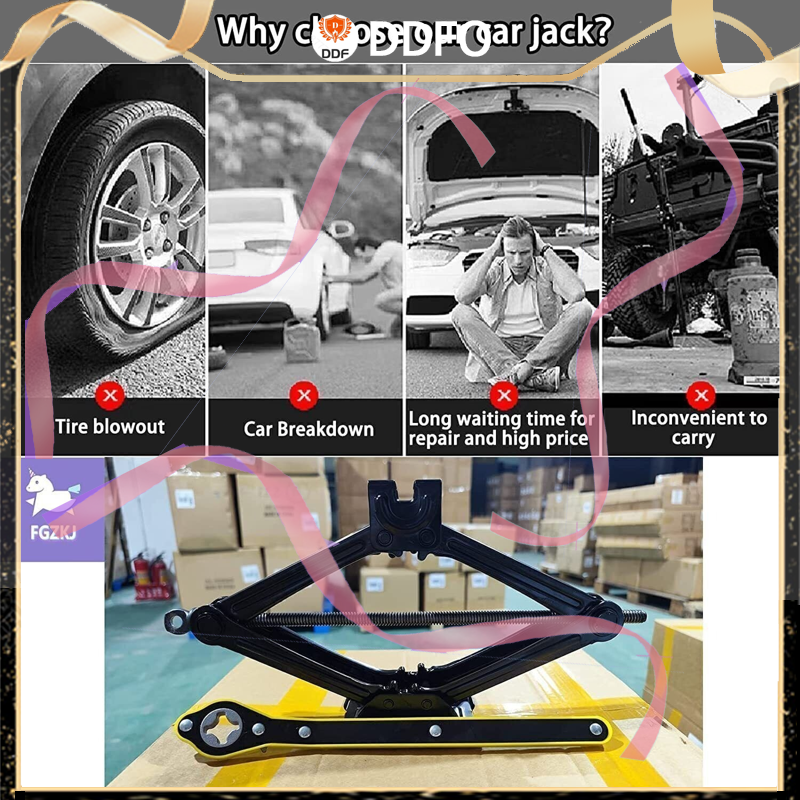 Why choose our car jack?
DDF
DDFO
Tire blowout
Car Breakdown
Long waiting time for
repair and high price
Inconvenient to
carry
FGZKJ